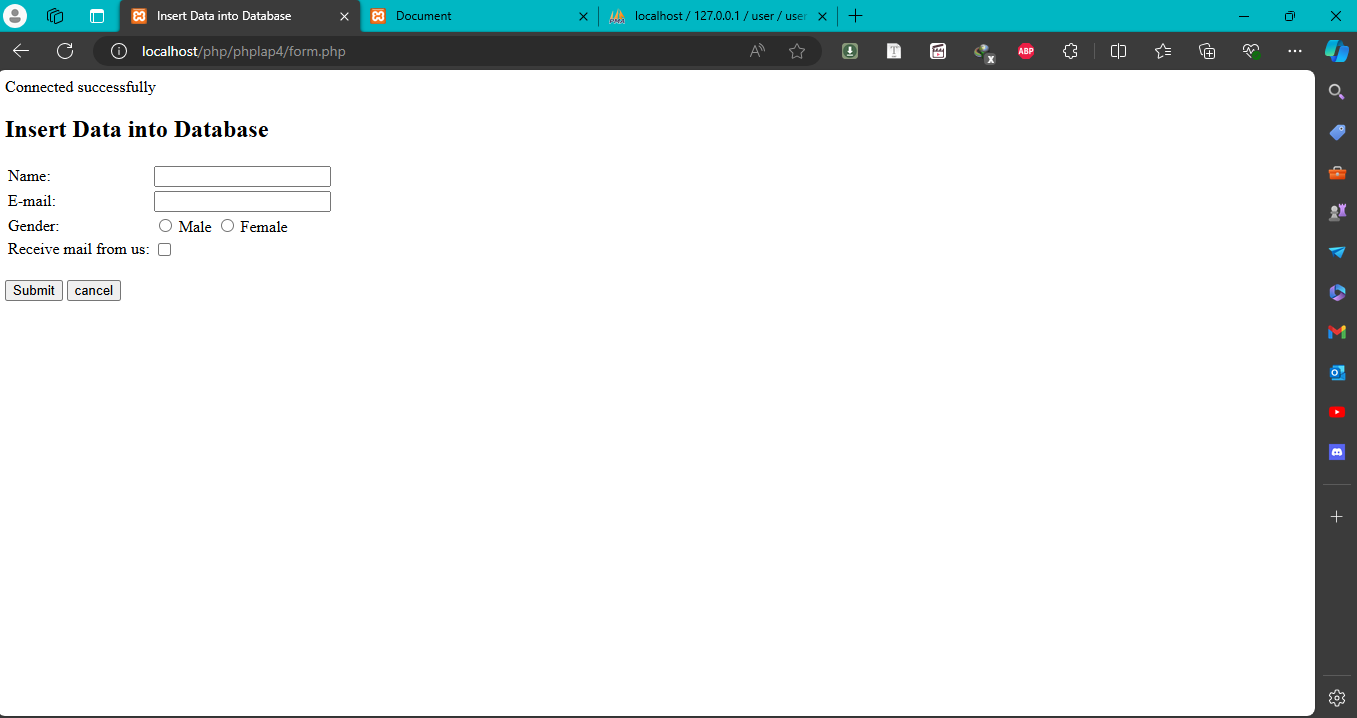 Insert Data into Database
Document
localhost / 127.0.0.1 / user / user
localhost/php/phplap4/form.php
ABP
Connected successfully
Insert Data into Database
Name:
E-mail:
Gender:
Male
Female
Receive mail from us:
Submit
cancel